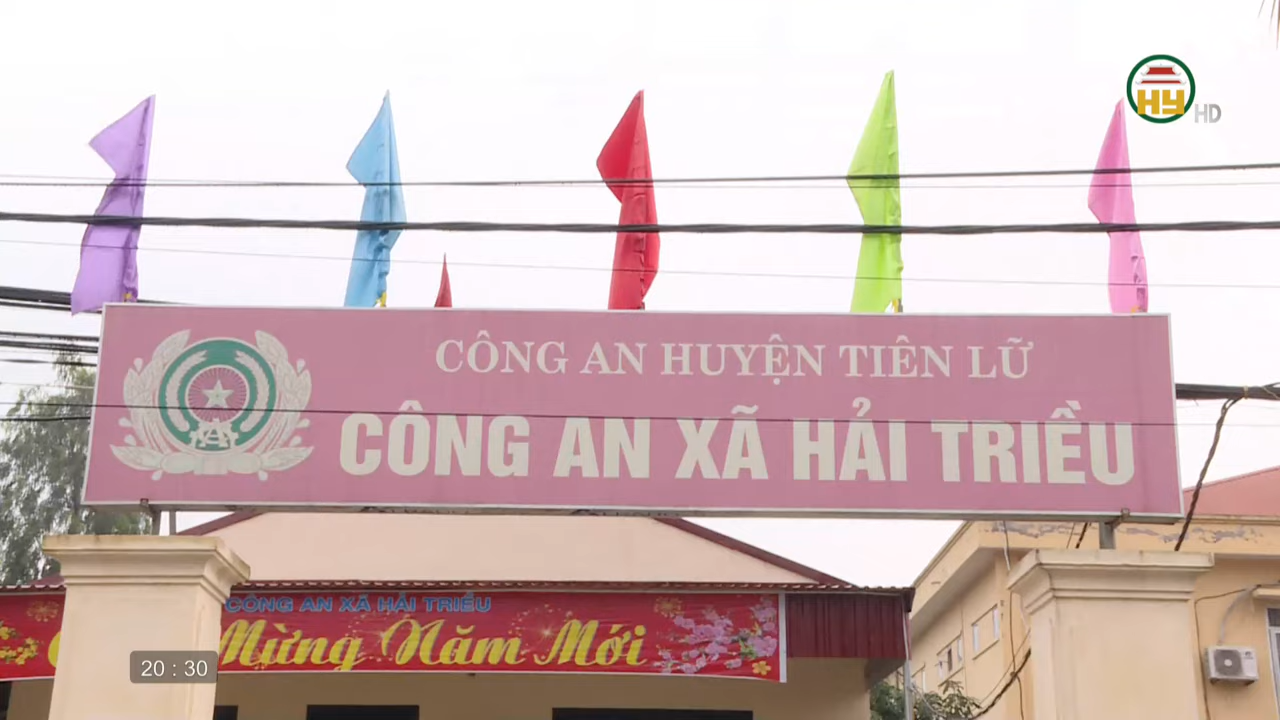 HY HD
CÔNG AN HUYỆN TIÊN LỮ
CÔNG AN XÃ HẢI TRIỀU
CÔNG AN XÃ HẢI TRIỀU
Mừng Năm Mới
20 : 30